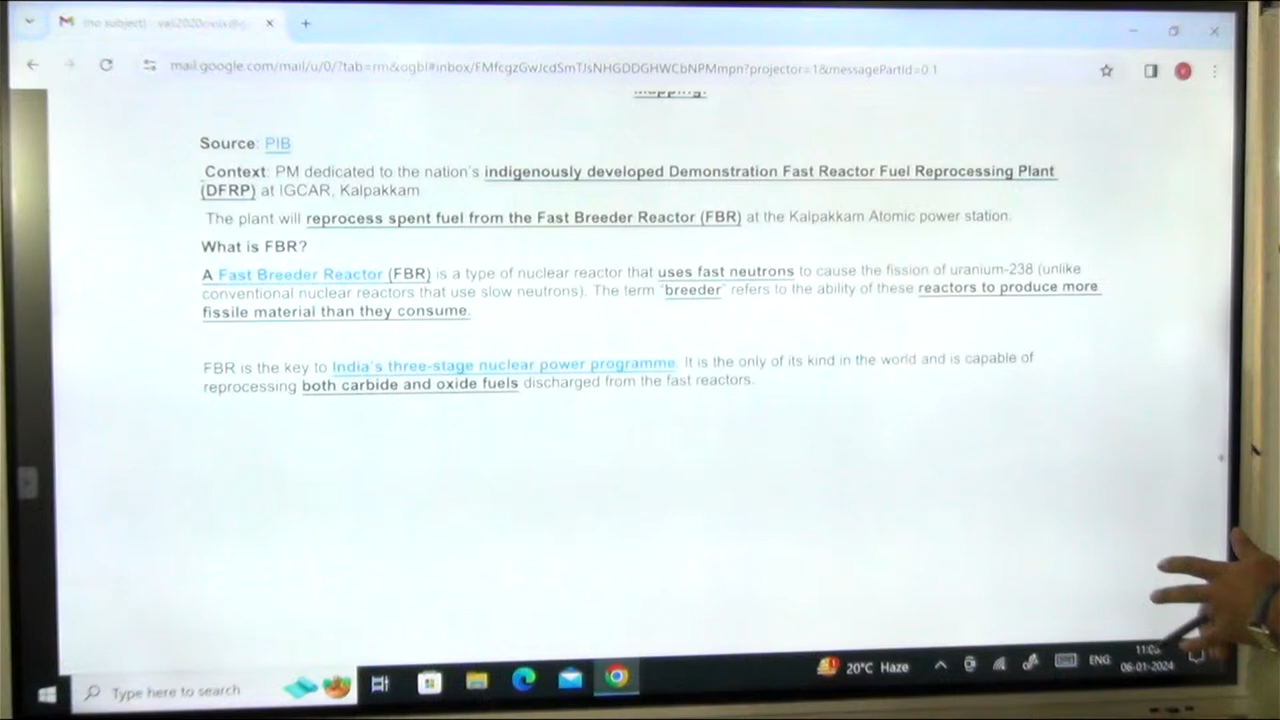 (no subject) -
mail.google.com/mail/u/0/?tab=rm&ogbl#inbox/FMfcgzGwJcdSmTJsNHGDDGHWCbNPMmpn?projector=1&messagePartId=0.1
Mapping:
Source: PIB
Context: PM dedicated to the nation's indigenously developed Demonstration Fast Reactor Fuel Reprocessing Plant
(DFRP) at IGCAR, Kalpakkam
The plant will reprocess spent fuel from the Fast Breeder Reactor (FBR) at the Kalpakkam Atomic power station.
What is FBR?
A Fast Breeder Reactor (FBR) is a type of nuclear reactor that uses fast neutrons to cause the fission of uranium-238 (unlike
conventional nuclear reactors that use slow neutrons). The term "breeder" refers to the ability of these reactors to produce more
fissile material than they consume.
FBR is the key to India's three-stage nuclear power programme. It is the only of its kind in the world and is capable of
reprocessing both carbide and oxide fuels discharged from the fast reactors.
Type here to search
20°C Haze
ENG
06-01-2024